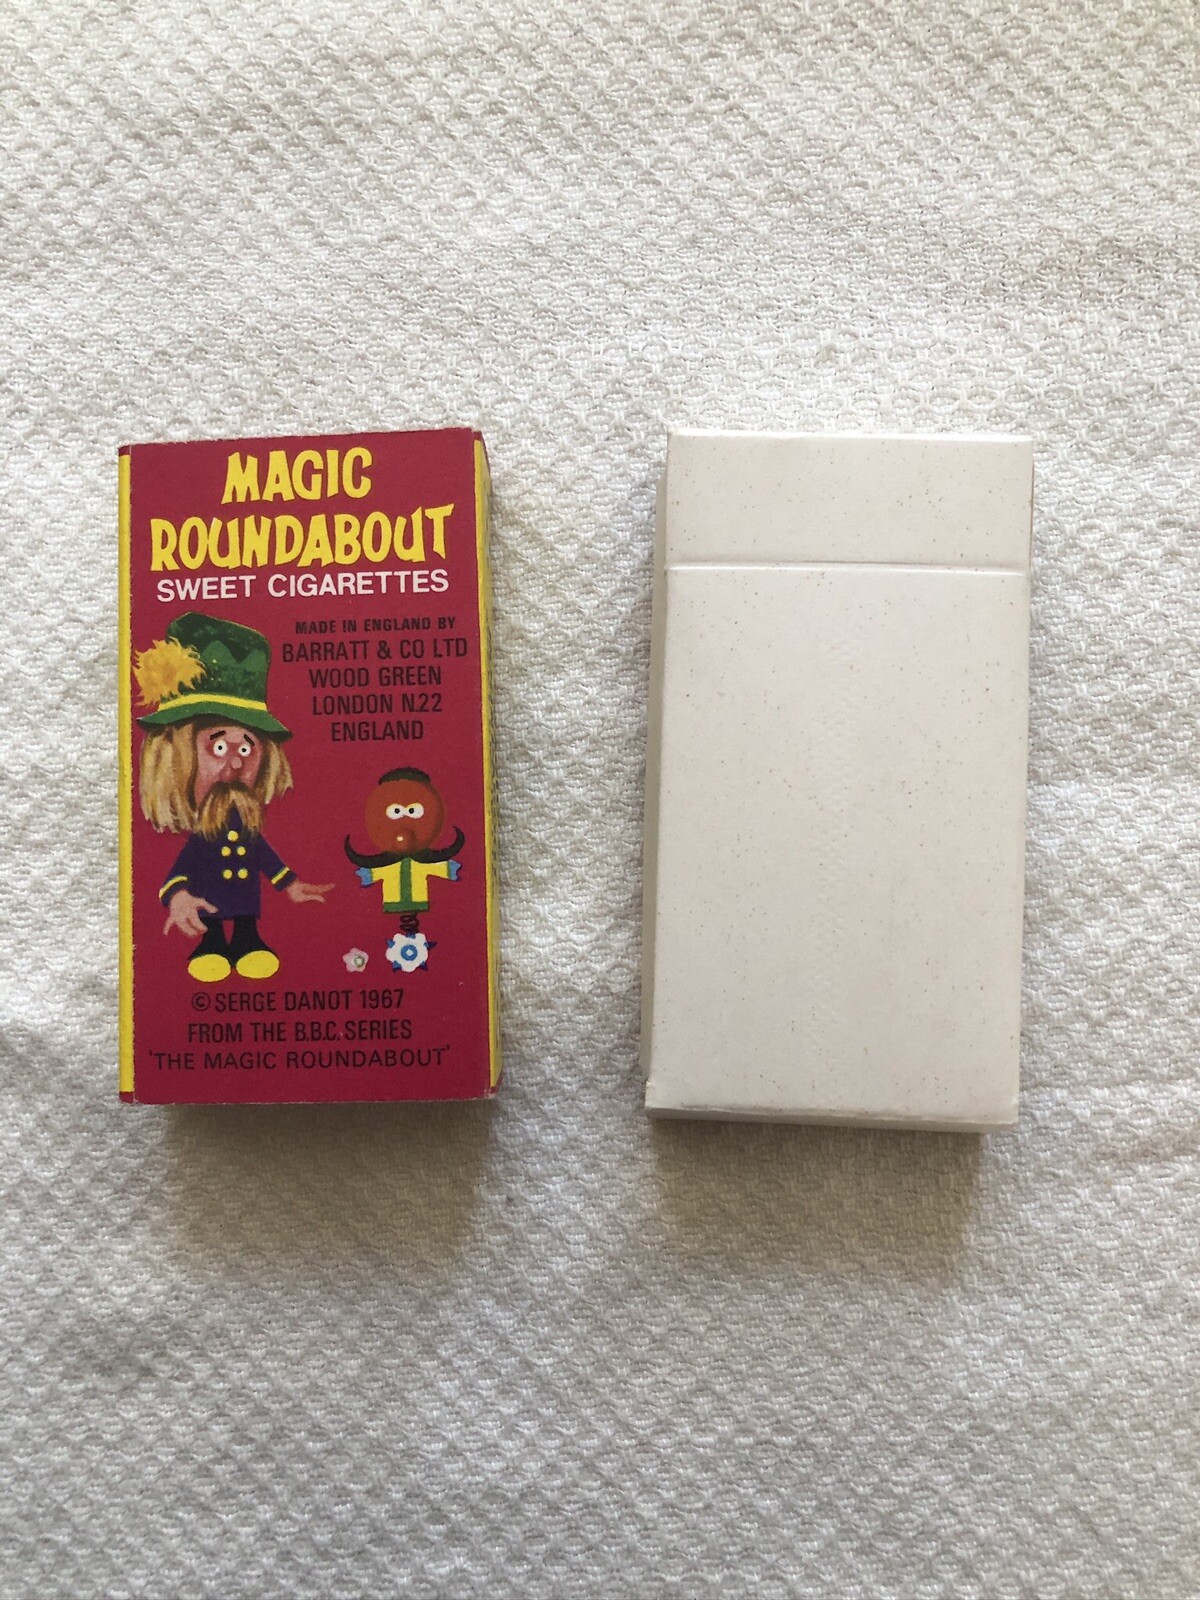 MAGIC
ROUNDABOUT
SWEET CIGARETTES
MADE IN ENGLAND BY
BARRATT & CO LTD
WOOD GREEN
LONDON N.22
ENGLAND
© SERGE DANOT 1967
FROM THE B.B.C. SERIES
'THE MAGIC ROUNDABOUT'